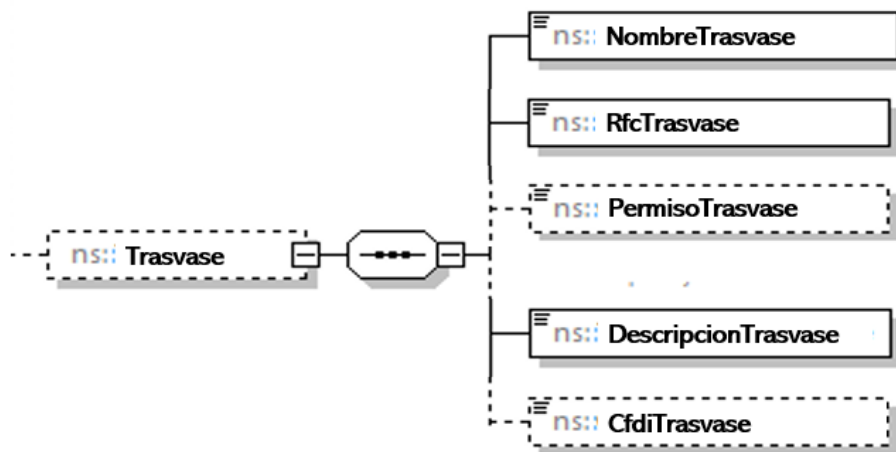 ns:: NombreTrasvase
ns:: RfcTrasvase
ns:: PermisoTrasvase
ns:: Trasvase
ns:: DescripcionTrasvase
ns:: CfdiTrasvase